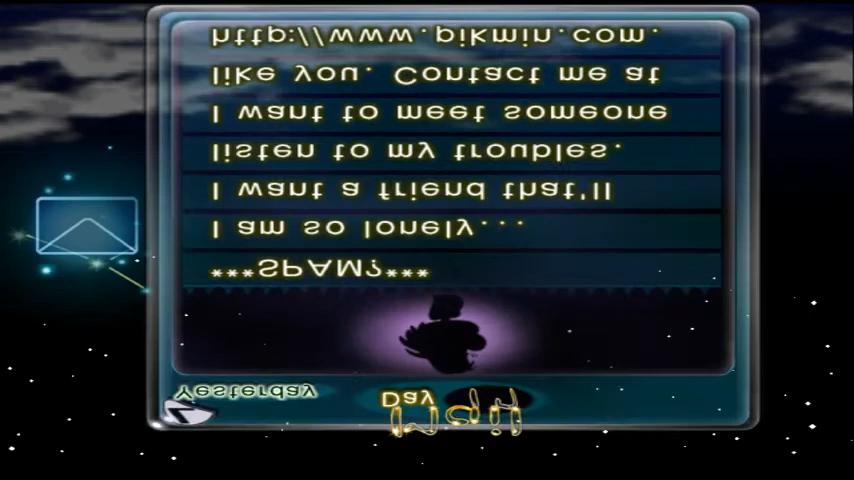 Mail
Day
Yesterday
***SPAM?***
I am so lonely...
I want a friend that'll
listen to my troubles.
I want to meet someone
like you. Contact me at
http://www.pikmin.com.